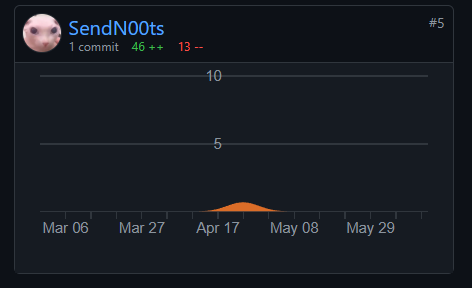 SendN00ts
#5
1 commit 46 ++ 13 --
10
5
Mar 06 Mar 27 Apr 17 May 08 May 29